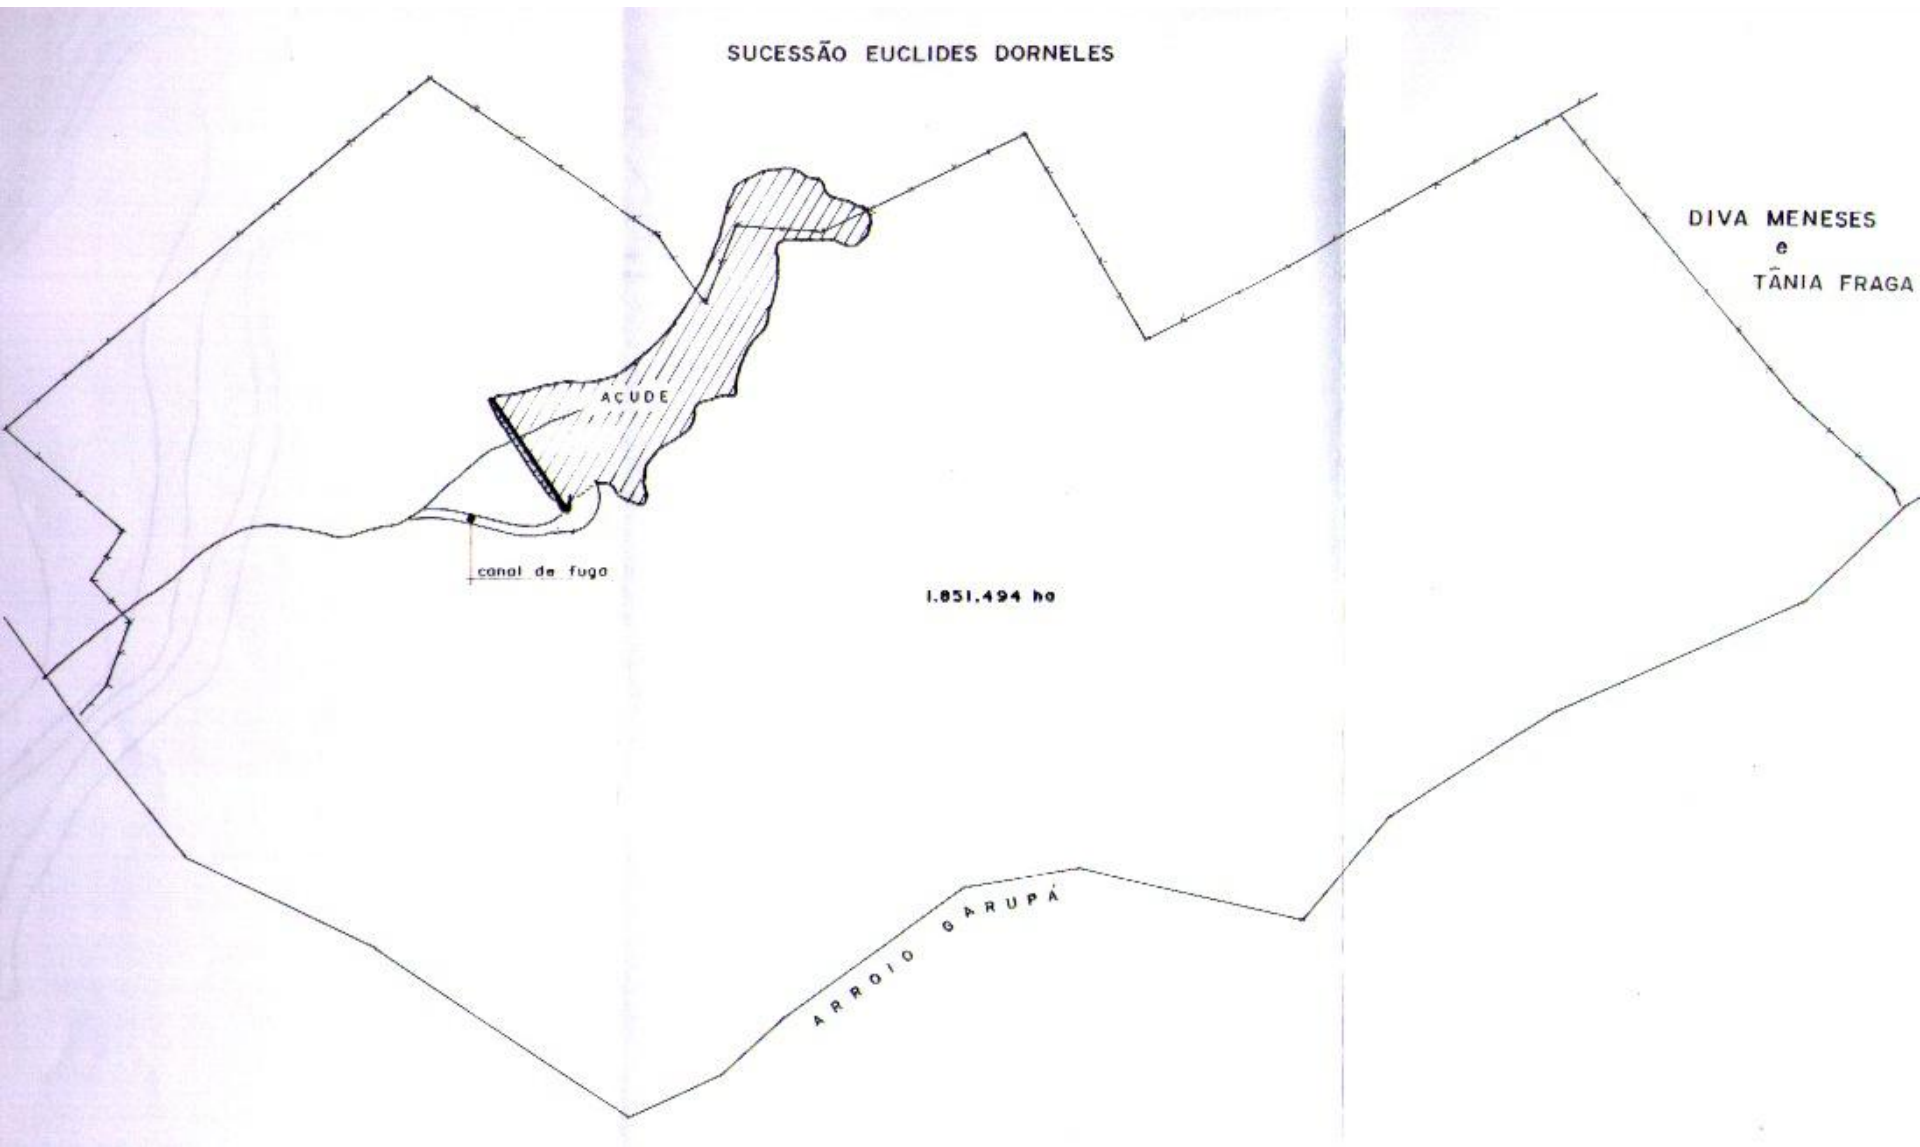 SUCESSÃO EUCLIDES DORNELES
DIVA MENESES
e
TÂNIA FRAGA
AÇUDE
canal de fuga
1.851.494 ha
ARROIO GARUPÁ